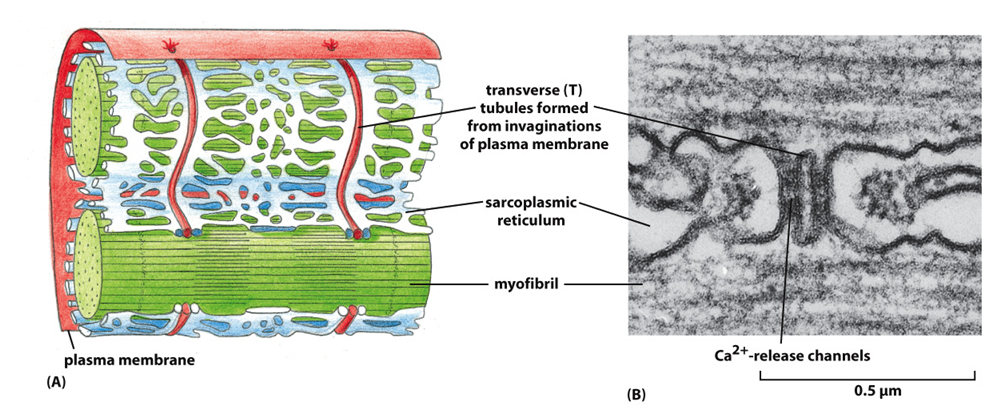 transverse (T)
tubules formed
from invaginations
of plasma membrane
sarcoplasmic
reticulum
myofibril
plasma membrane
Ca2+-release channels
(A)
(B)
0.5 μm